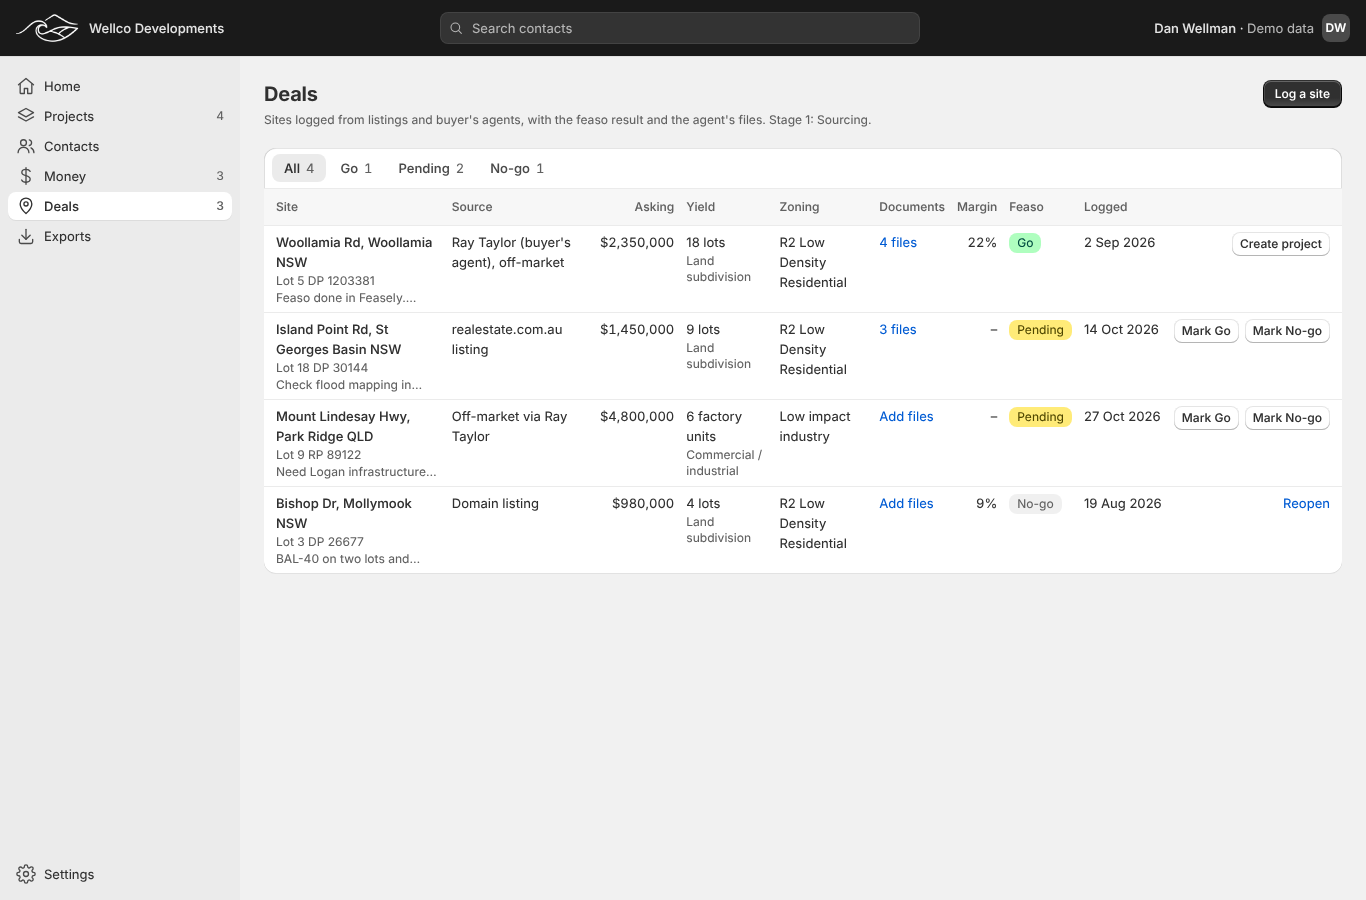 Wellco Developments
Search contacts
Dan Wellman · Demo data
DW
Home
Projects 4
Contacts
Money 3
Deals 3
Exports
Settings
Deals
Log a site
Sites logged from listings and buyer's agents, with the feaso result and the agent's files. Stage 1: Sourcing.
All 4 Go 1 Pending 2 No-go 1
Site Source Asking Yield Zoning Documents Margin Feaso Logged
Woollamia Rd, Woollamia
NSW
Lot 5 DP 1203381
Feaso done in Feasely....
Ray Taylor (buyer's
agent), off-market
$2,350,000
18 lots
Land
subdivision
R2 Low
Density
Residential
4 files
22%
Go
2 Sep 2026
Create project
Island Point Rd, St
Georges Basin NSW
Lot 18 DP 30144
Check flood mapping in...
realestate.com.au
listing
$1,450,000
9 lots
Land
subdivision
R2 Low
Density
Residential
3 files
–
Pending
14 Oct 2026
Mark Go
Mark No-go
Mount Lindesay Hwy,
Park Ridge QLD
Lot 9 RP 89122
Need Logan infrastructure...
Off-market via Ray
Taylor
$4,800,000
6 factory
units
Commercial /
industrial
Low impact
industry
Add files
–
Pending
27 Oct 2026
Mark Go
Mark No-go
Bishop Dr, Mollymook
NSW
Lot 3 DP 26677
BAL-40 on two lots and...
Domain listing
$980,000
4 lots
Land
subdivision
R2 Low
Density
Residential
Add files
9%
No-go
19 Aug 2026
Reopen